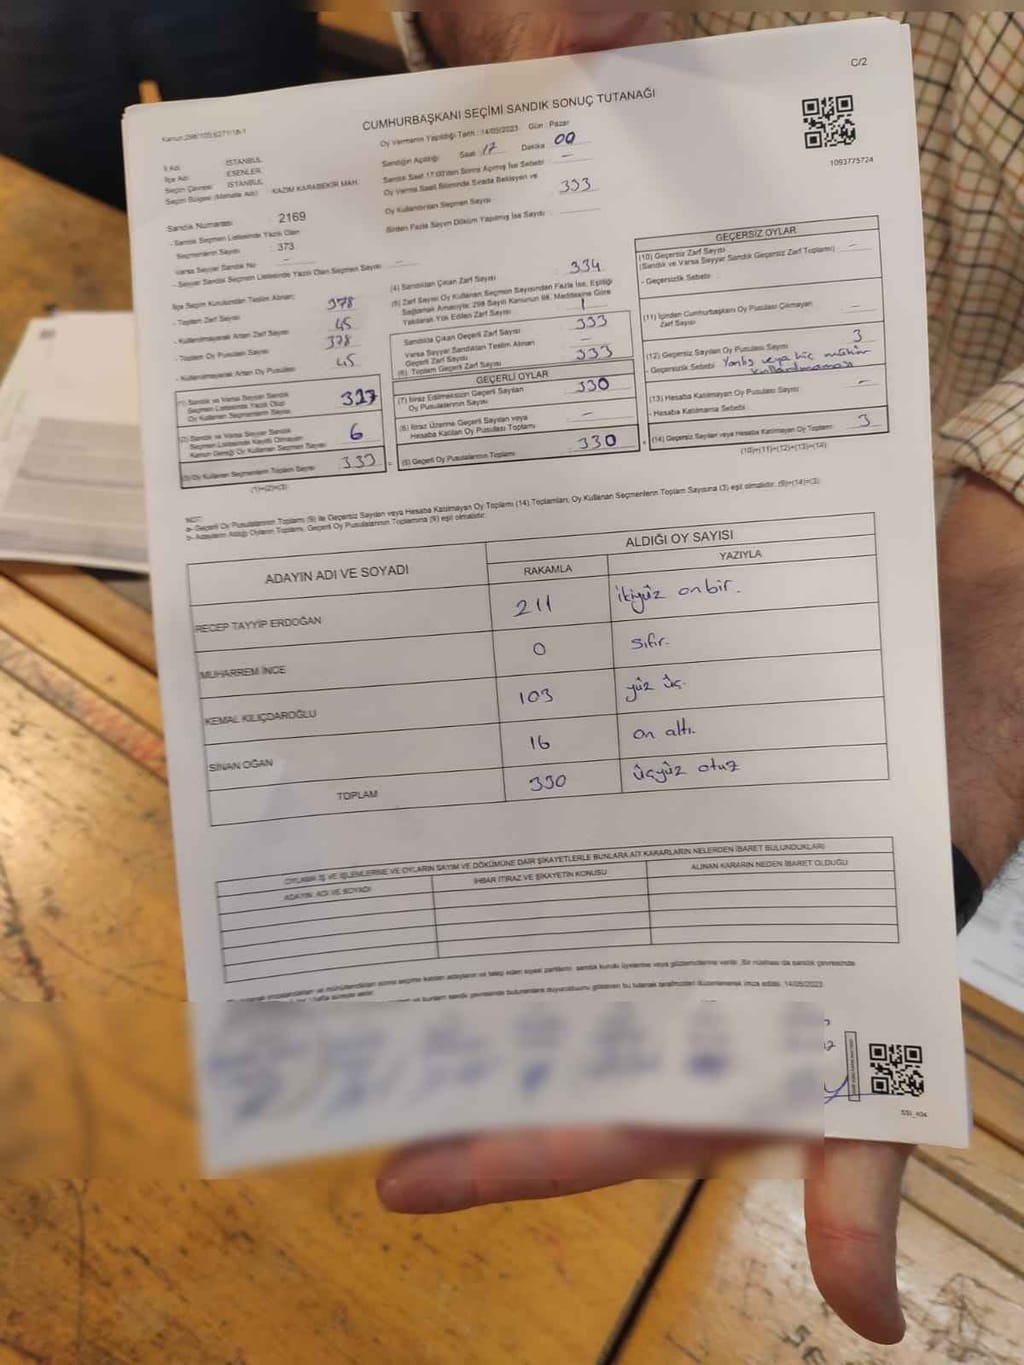 C/2
Kanun:298/105,6271/18-1
CUMHURBAŞKANI SEÇİMİ SANDIK SONUÇ TUTANAĞI
1093775724
İl Adı : İSTANBUL
İlçe Adı : ESENLER
Seçim Çevresi : İSTANBUL
Seçim Bölgesi (Mahalle Adı) : KAZIM KARABEKİR MAH.
Sandık Numarası : 2169
- Sandık Seçmen Listesinde Yazılı Olan
Seçmenlerin Sayısı : 373
Varsa Seyyar Sandık No : -
- Seyyar Sandık Seçmen Listesinde Yazılı Olan Seçmen Sayısı : -
Oy Vermenin Yapıldığı Tarih : 14/05/2023 Gün : Pazar
Sandığın Açıldığı Saat : 17 Dakika : 00
Sandık Saat 17:00'den Sonra Açılmış İse Sebebi : -
Oy Verme Saati Bitiminde Sırada Bekleyen ve
Oy Kullandırılan Seçmen Sayısı : 333
Birden Fazla Sayım Döküm Yapılmış İse Sayısı :
İlçe Seçim Kurulundan Teslim Alınan;
- Toplam Zarf Sayısı 378
- Kullanılmayarak Artan Zarf Sayısı 45
- Toplam Oy Pusulası Sayısı 378
- Kullanılmayarak Artan Oy Pusulası 45
(1) Sandık ve Varsa Seyyar Sandık
Seçmen Listesinde Yazılı Olup
Oy Kullanan Seçmenlerin Sayısı 327
(2) Sandık ve Varsa Seyyar Sandık
Seçmen Listesinde Kayıtlı Olmayan
Kanun Gereği Oy Kullanan Seçmen Sayısı 6
(3) Oy Kullanan Seçmenlerin Toplam Sayısı 333
(1)+(2)=(3)
(4) Sandıktan Çıkan Zarf Sayısı 334
(5) Zarf Sayısı Oy Kullanan Seçmen Sayısından Fazla İse, Eşitliği
Sağlamak Amacıyla; 298 Sayılı Kanunun 98. Maddesine Göre
Yakılarak Yok Edilen Zarf Sayısı 1
Sandıkta Çıkan Geçerli Zarf Sayısı 333
Varsa Seyyar Sandıktan Teslim Alınan
Geçerli Zarf Sayısı -
(6) Toplam Geçerli Zarf Sayısı 333
GEÇERLİ OYLAR
(7) İtiraz Edilmeksizin Geçerli Sayılan
Oy Pusulalarının Sayısı 330
(8) İtiraz Üzerine Geçerli Sayılan veya
Hesaba Katılan Oy Pusulası Toplamı -
(9) Geçerli Oy Pusulalarının Toplamı 330
GEÇERSİZ OYLAR
(10) Geçersiz Zarf Sayısı
(Sandık ve Varsa Seyyar Sandık Geçersiz Zarf Toplamı) -
- Geçersizlik Sebebi :
(11) İçinden Cumhurbaşkanı Oy Pusulası Çıkmayan
Zarf Sayısı -
(12) Geçersiz Sayılan Oy Pusulası Sayısı 3
- Geçersizlik Sebebi : Yanlış veya hiç mühür
kullanılmaması
(13) Hesaba Katılmayan Oy Pusulası Sayısı -
- Hesaba Katılmama Sebebi :
(14) Geçersiz Sayılan veya Hesaba Katılmayan Oy Toplamı 3
(10)+(11)+(12)+(13)=(14)
NOT:
a- Geçerli Oy Pusulalarının Toplamı (9) ile Geçersiz Sayılan veya Hesaba Katılmayan Oy Toplamı (14) Toplamları, Oy Kullanan Seçmenlerin Toplam Sayısına (3) eşit olmalıdır. (9)+(14)=(3)
b- Adayların Aldığı Oyların Toplamı, Geçerli Oy Pusulalarının Toplamına (9) eşit olmalıdır.
ADAYIN ADI VE SOYADI
ALDIĞI OY SAYISI
RAKAMLA YAZIYLA
RECEP TAYYİP ERDOĞAN 211 ikiyüz onbir.
MUHARREM İNCE 0 sıfır.
KEMAL KILIÇDAROĞLU 103 yüz üç.
SİNAN OĞAN 16 on altı.
TOPLAM 330 üçyüz otuz
OYLAMA İŞ VE İŞLEMLERİNE VE OYLARIN SAYIM VE DÖKÜMÜNE DAİR ŞİKAYETLERLE BUNLARA AİT KARARLARIN NELERDEN İBARET BULUNDUKLARI
ADAYIN ADI VE SOYADI İHBAR İTİRAZ VE ŞİKAYETİN KONUSU ALINAN KARARIN NEDEN İBARET OLDUĞU